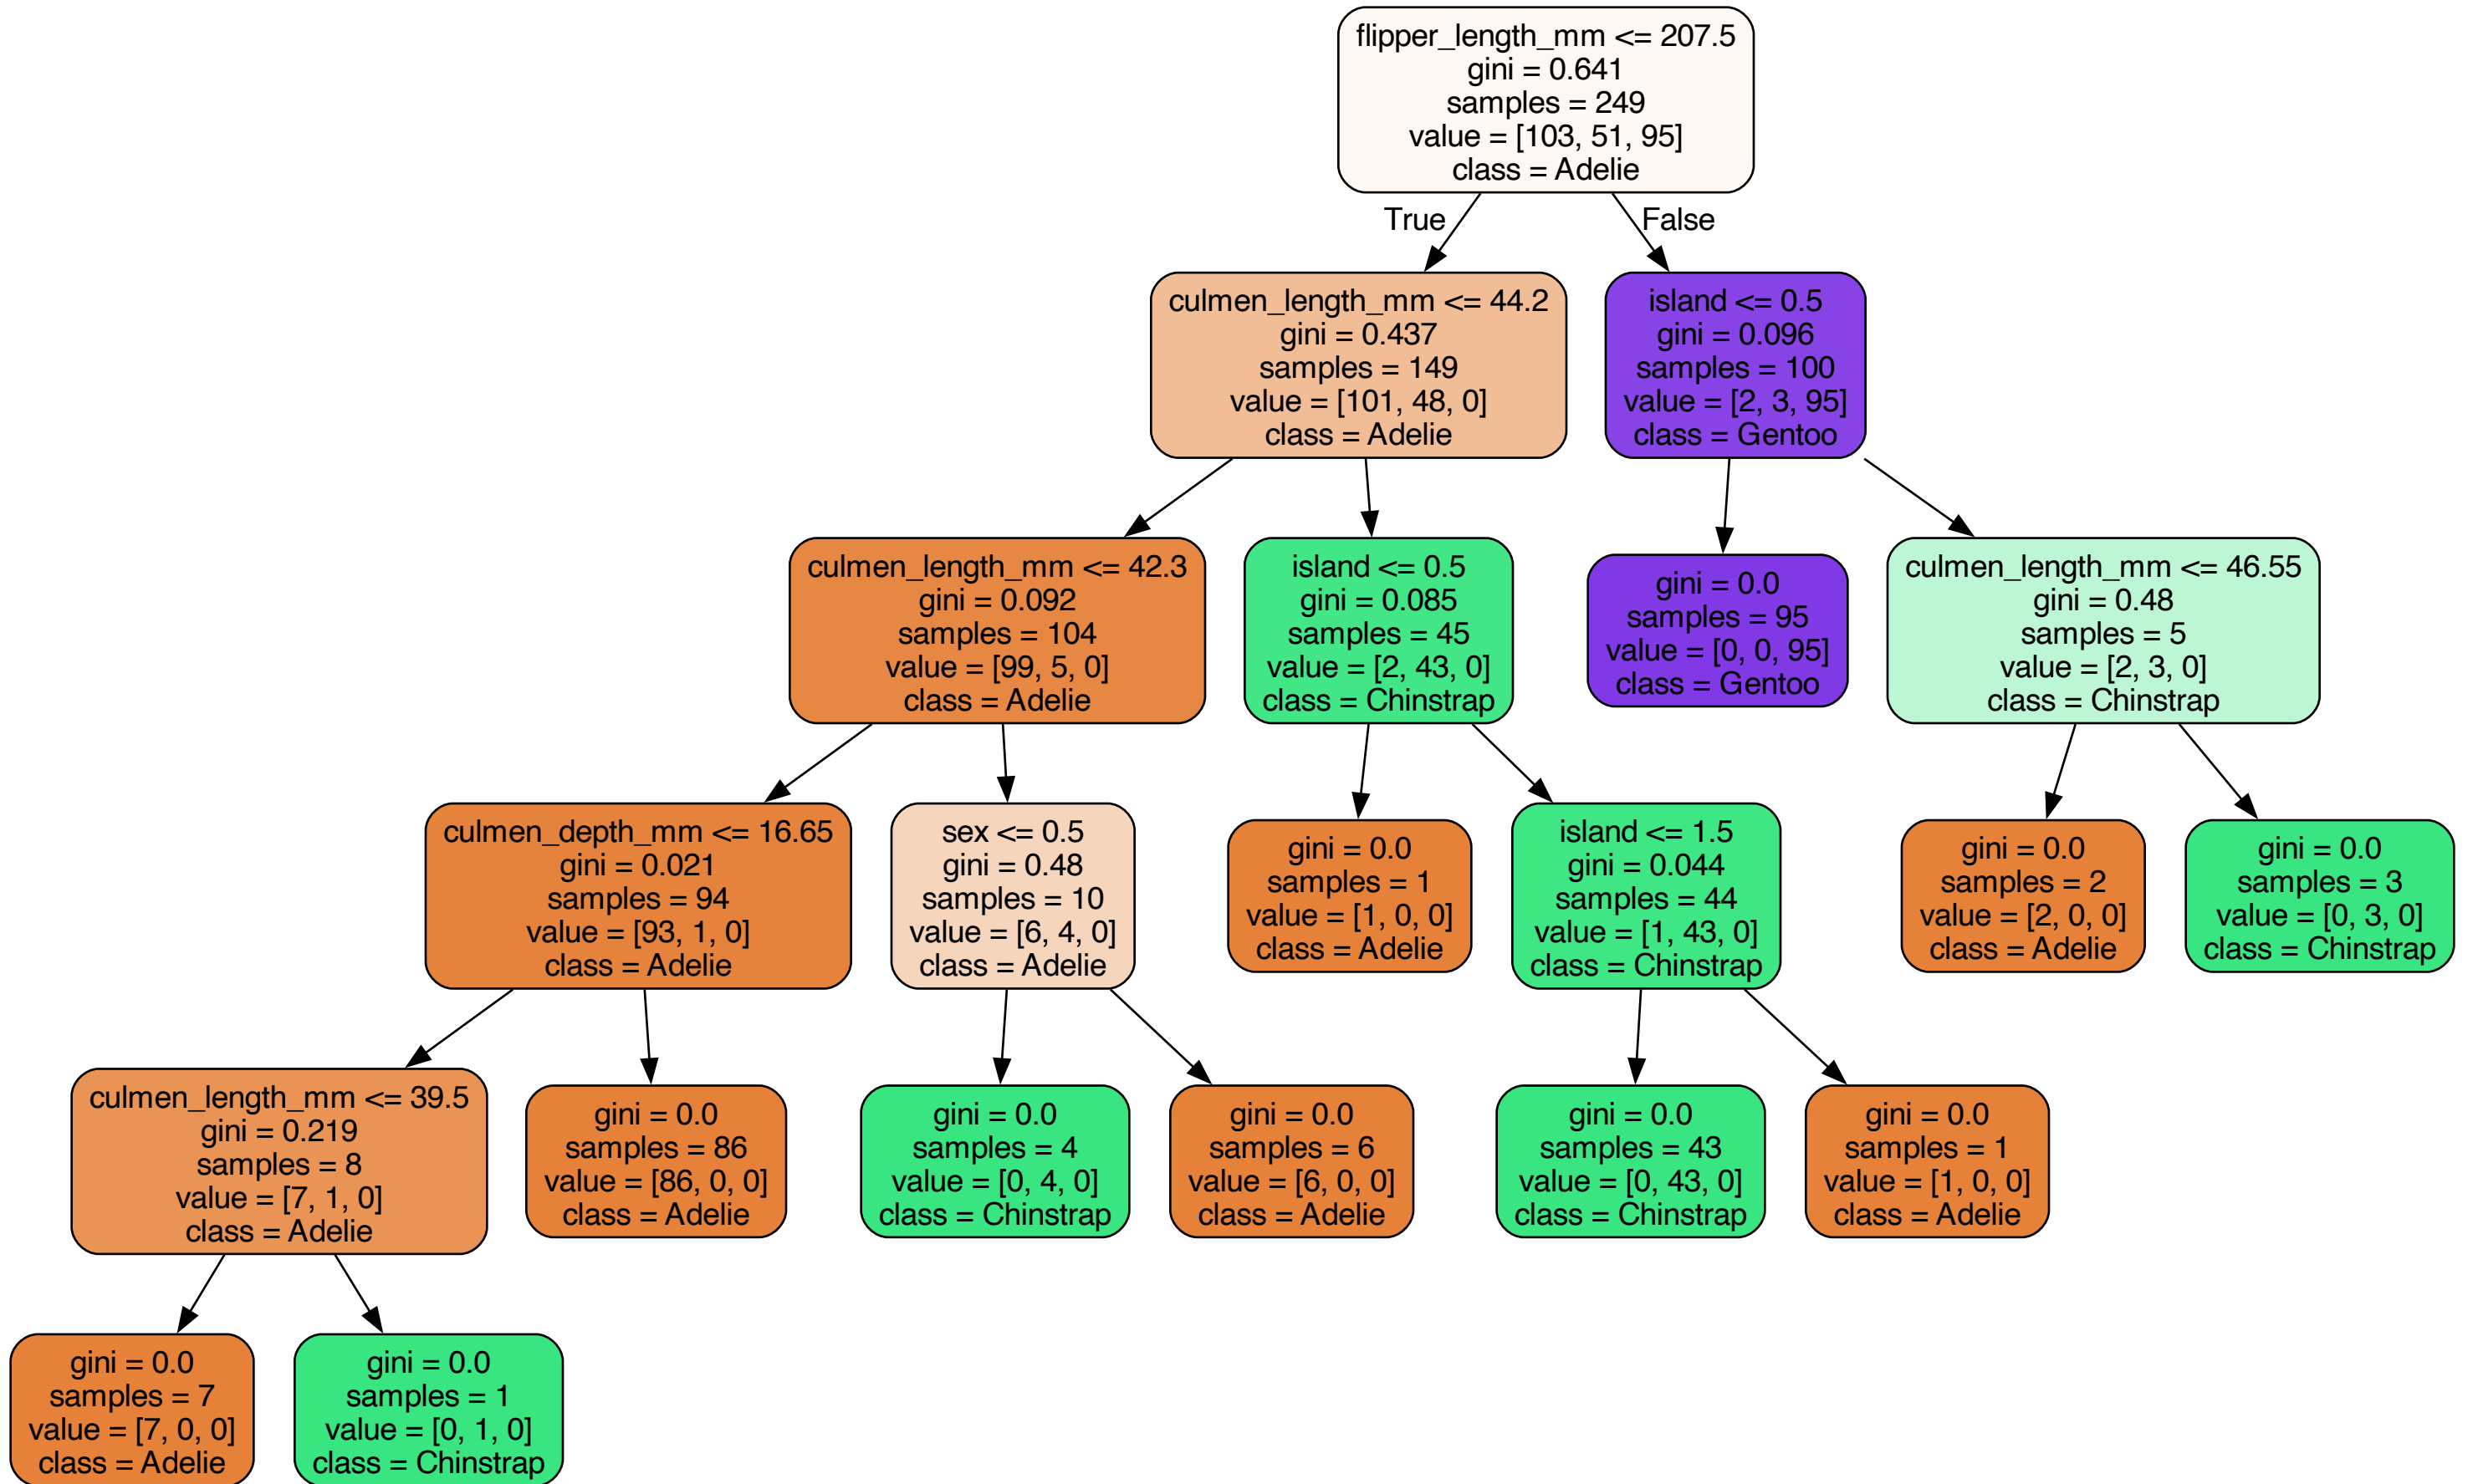 flipper_length_mm <= 207.5
gini = 0.641
samples = 249
value = [103, 51, 95]
class = Adelie
True
False
culmen_length_mm <= 44.2
gini = 0.437
samples = 149
value = [101, 48, 0]
class = Adelie
island <= 0.5
gini = 0.096
samples = 100
value = [2, 3, 95]
class = Gentoo
culmen_length_mm <= 42.3
gini = 0.092
samples = 104
value = [99, 5, 0]
class = Adelie
island <= 0.5
gini = 0.085
samples = 45
value = [2, 43, 0]
class = Chinstrap
gini = 0.0
samples = 95
value = [0, 0, 95]
class = Gentoo
culmen_length_mm <= 46.55
gini = 0.48
samples = 5
value = [2, 3, 0]
class = Chinstrap
culmen_depth_mm <= 16.65
gini = 0.021
samples = 94
value = [93, 1, 0]
class = Adelie
sex <= 0.5
gini = 0.48
samples = 10
value = [6, 4, 0]
class = Adelie
gini = 0.0
samples = 1
value = [1, 0, 0]
class = Adelie
island <= 1.5
gini = 0.044
samples = 44
value = [1, 43, 0]
class = Chinstrap
gini = 0.0
samples = 2
value = [2, 0, 0]
class = Adelie
gini = 0.0
samples = 3
value = [0, 3, 0]
class = Chinstrap
culmen_length_mm <= 39.5
gini = 0.219
samples = 8
value = [7, 1, 0]
class = Adelie
gini = 0.0
samples = 86
value = [86, 0, 0]
class = Adelie
gini = 0.0
samples = 4
value = [0, 4, 0]
class = Chinstrap
gini = 0.0
samples = 6
value = [6, 0, 0]
class = Adelie
gini = 0.0
samples = 43
value = [0, 43, 0]
class = Chinstrap
gini = 0.0
samples = 1
value = [1, 0, 0]
class = Adelie
gini = 0.0
samples = 7
value = [7, 0, 0]
class = Adelie
gini = 0.0
samples = 1
value = [0, 1, 0]
class = Chinstrap